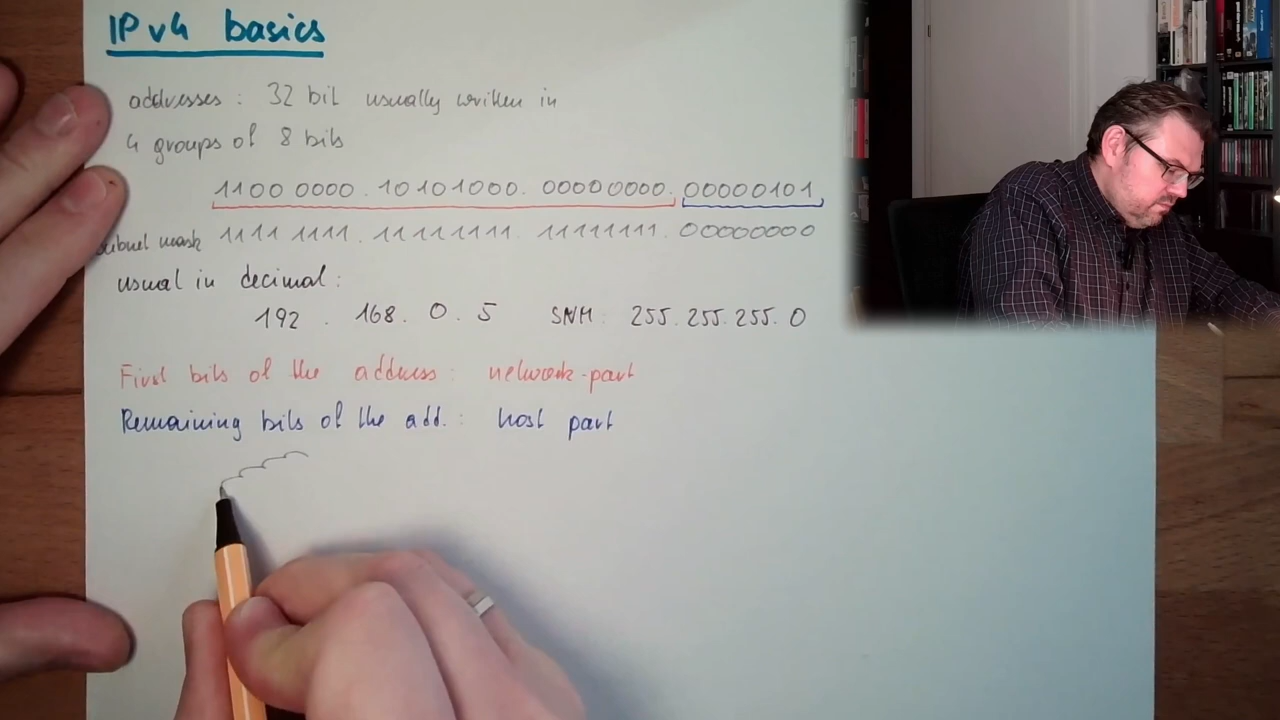 IPv4 basics
addresses: 32 bit usually written in
4 groups of 8 bits
1100 0000.10101000.00000000.00000101
subnet mask 1111 1111.11111111.11111111.00000000
usual in decimal:
192.168.0.5 SNM: 255.255.255.0
First bits of the address: network-part
Remaining bits of the add.: host part